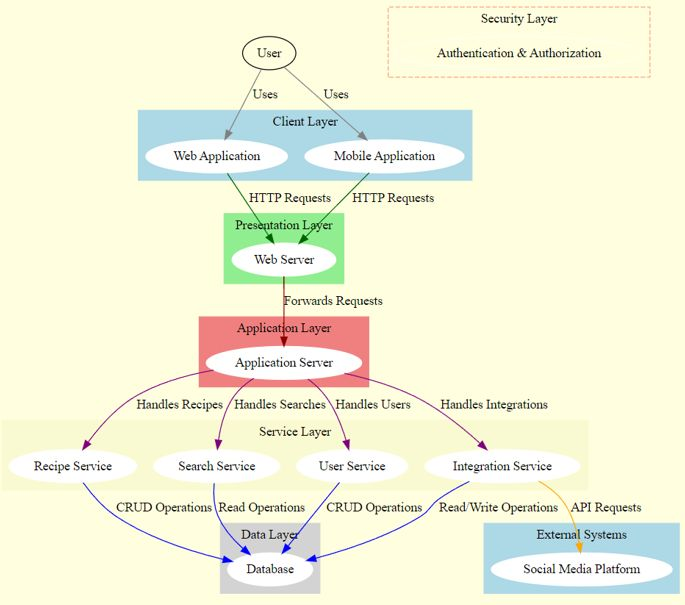 Security Layer
User
Authentication & Authorization
Uses
Uses
Client Layer
Web Application
Mobile Application
HTTP Requests
HTTP Requests
Presentation Layer
Web Server
Forwards Requests
Application Layer
Application Server
Handles Recipes
Handles Searches
Handles Users
Handles Integrations
Service Layer
Recipe Service
Search Service
User Service
Integration Service
CRUD Operations
Read Operations
CRUD Operations
Read/Write Operations
API Requests
Data Layer
External Systems
Database
Social Media Platform